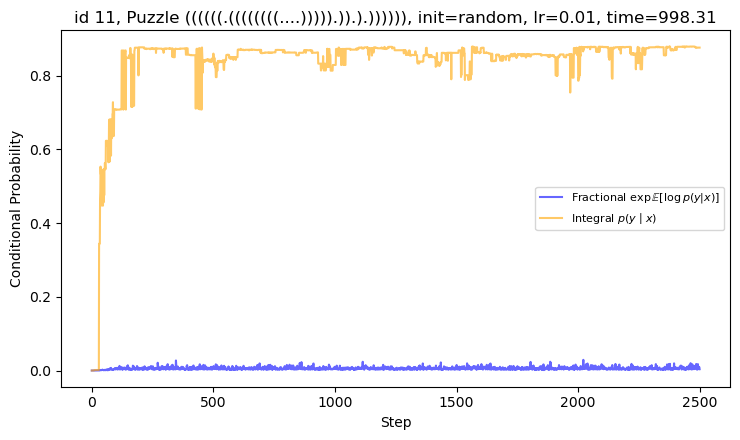 id 11, Puzzle ((((((.((((((((....))))).)).).)))))), init=random, lr=0.01, time=998.31
Conditional Probability
0.8
0.6
0.4
0.2
0.0
Fractional exp𝔼[log p(y|x)]
Integral p(y | x)
0
500
1000
1500
2000
2500
Step